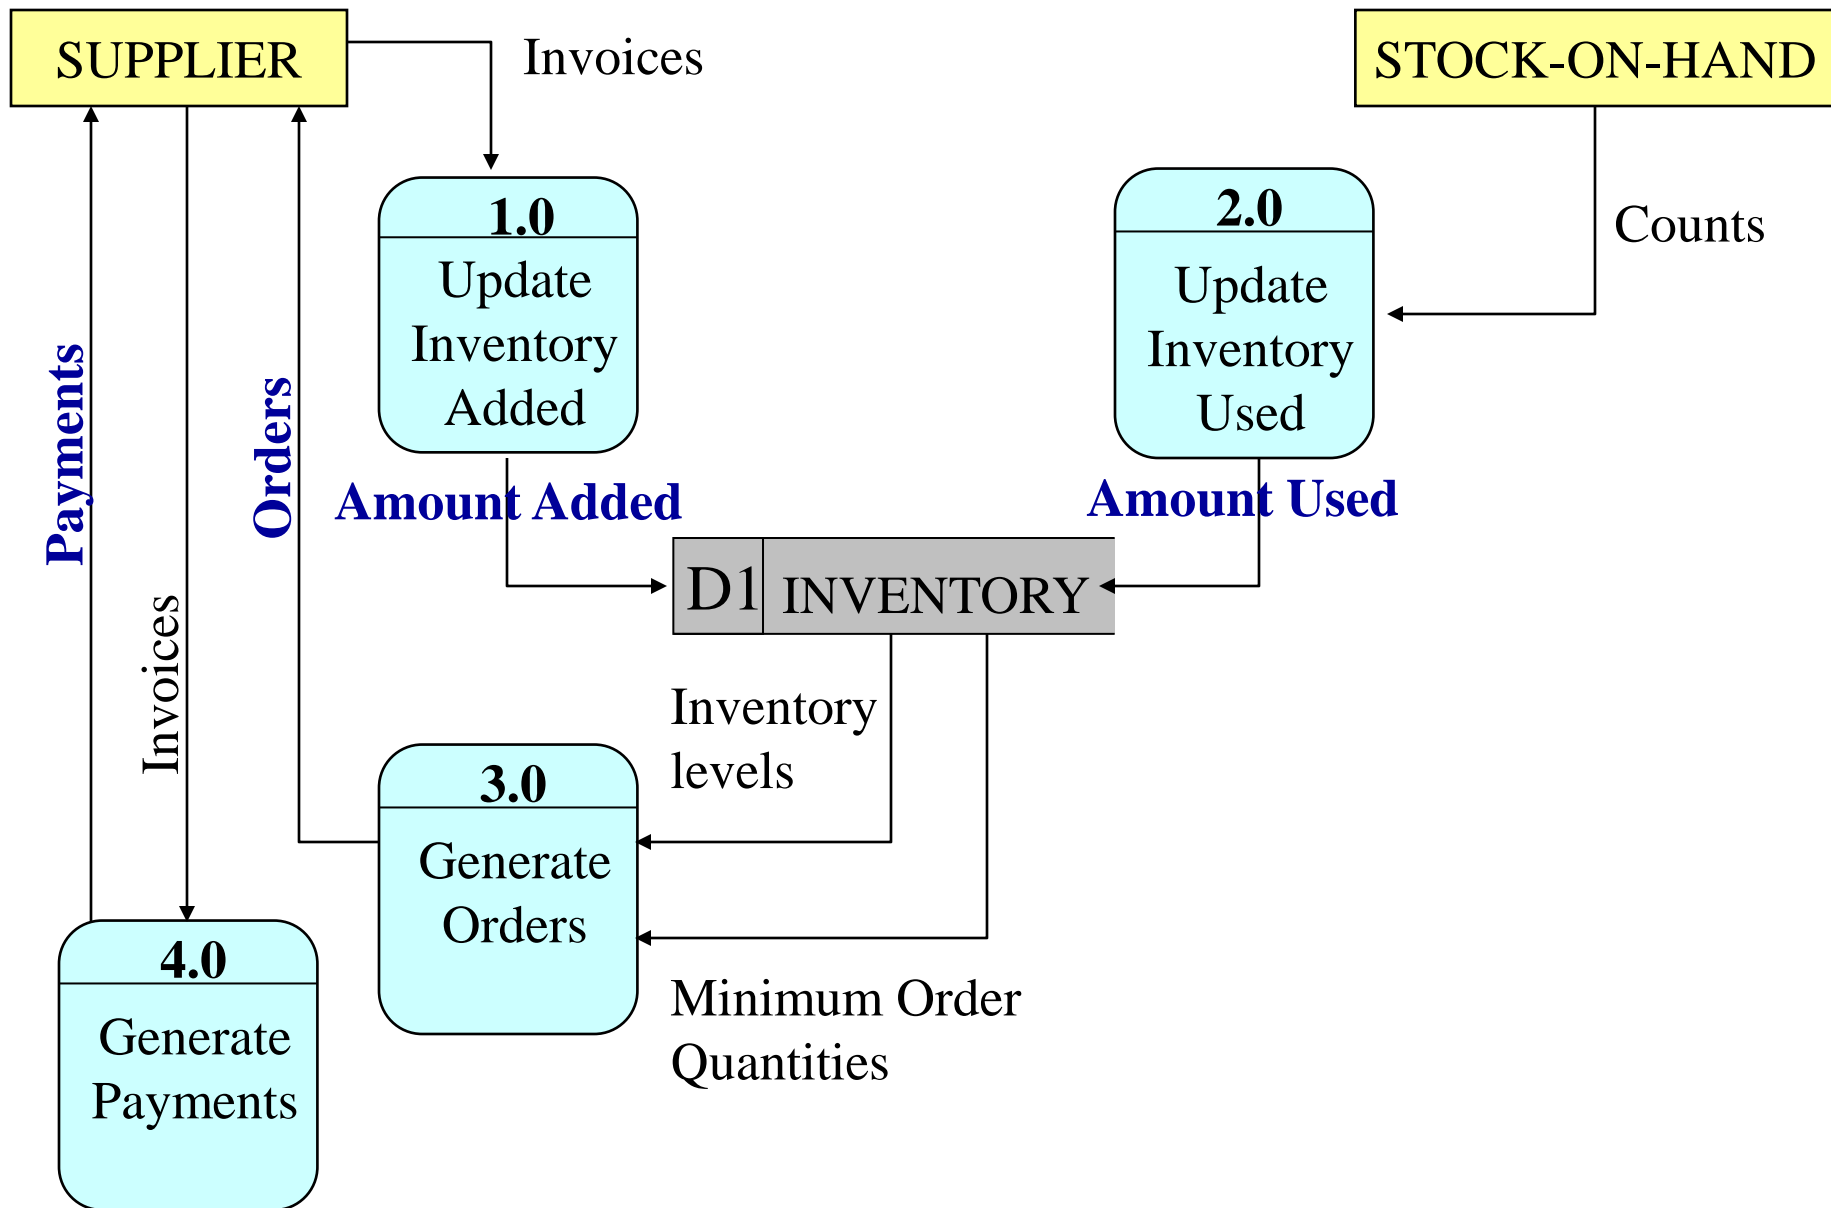 SUPPLIER
Invoices
STOCK-ON-HAND
1.0
Update
Inventory
Added
2.0
Update
Inventory
Used
Counts
Payments
Invoices
Orders
Amount Added
Amount Used
D1
INVENTORY
Inventory
levels
3.0
Generate
Orders
Minimum Order
Quantities
4.0
Generate
Payments